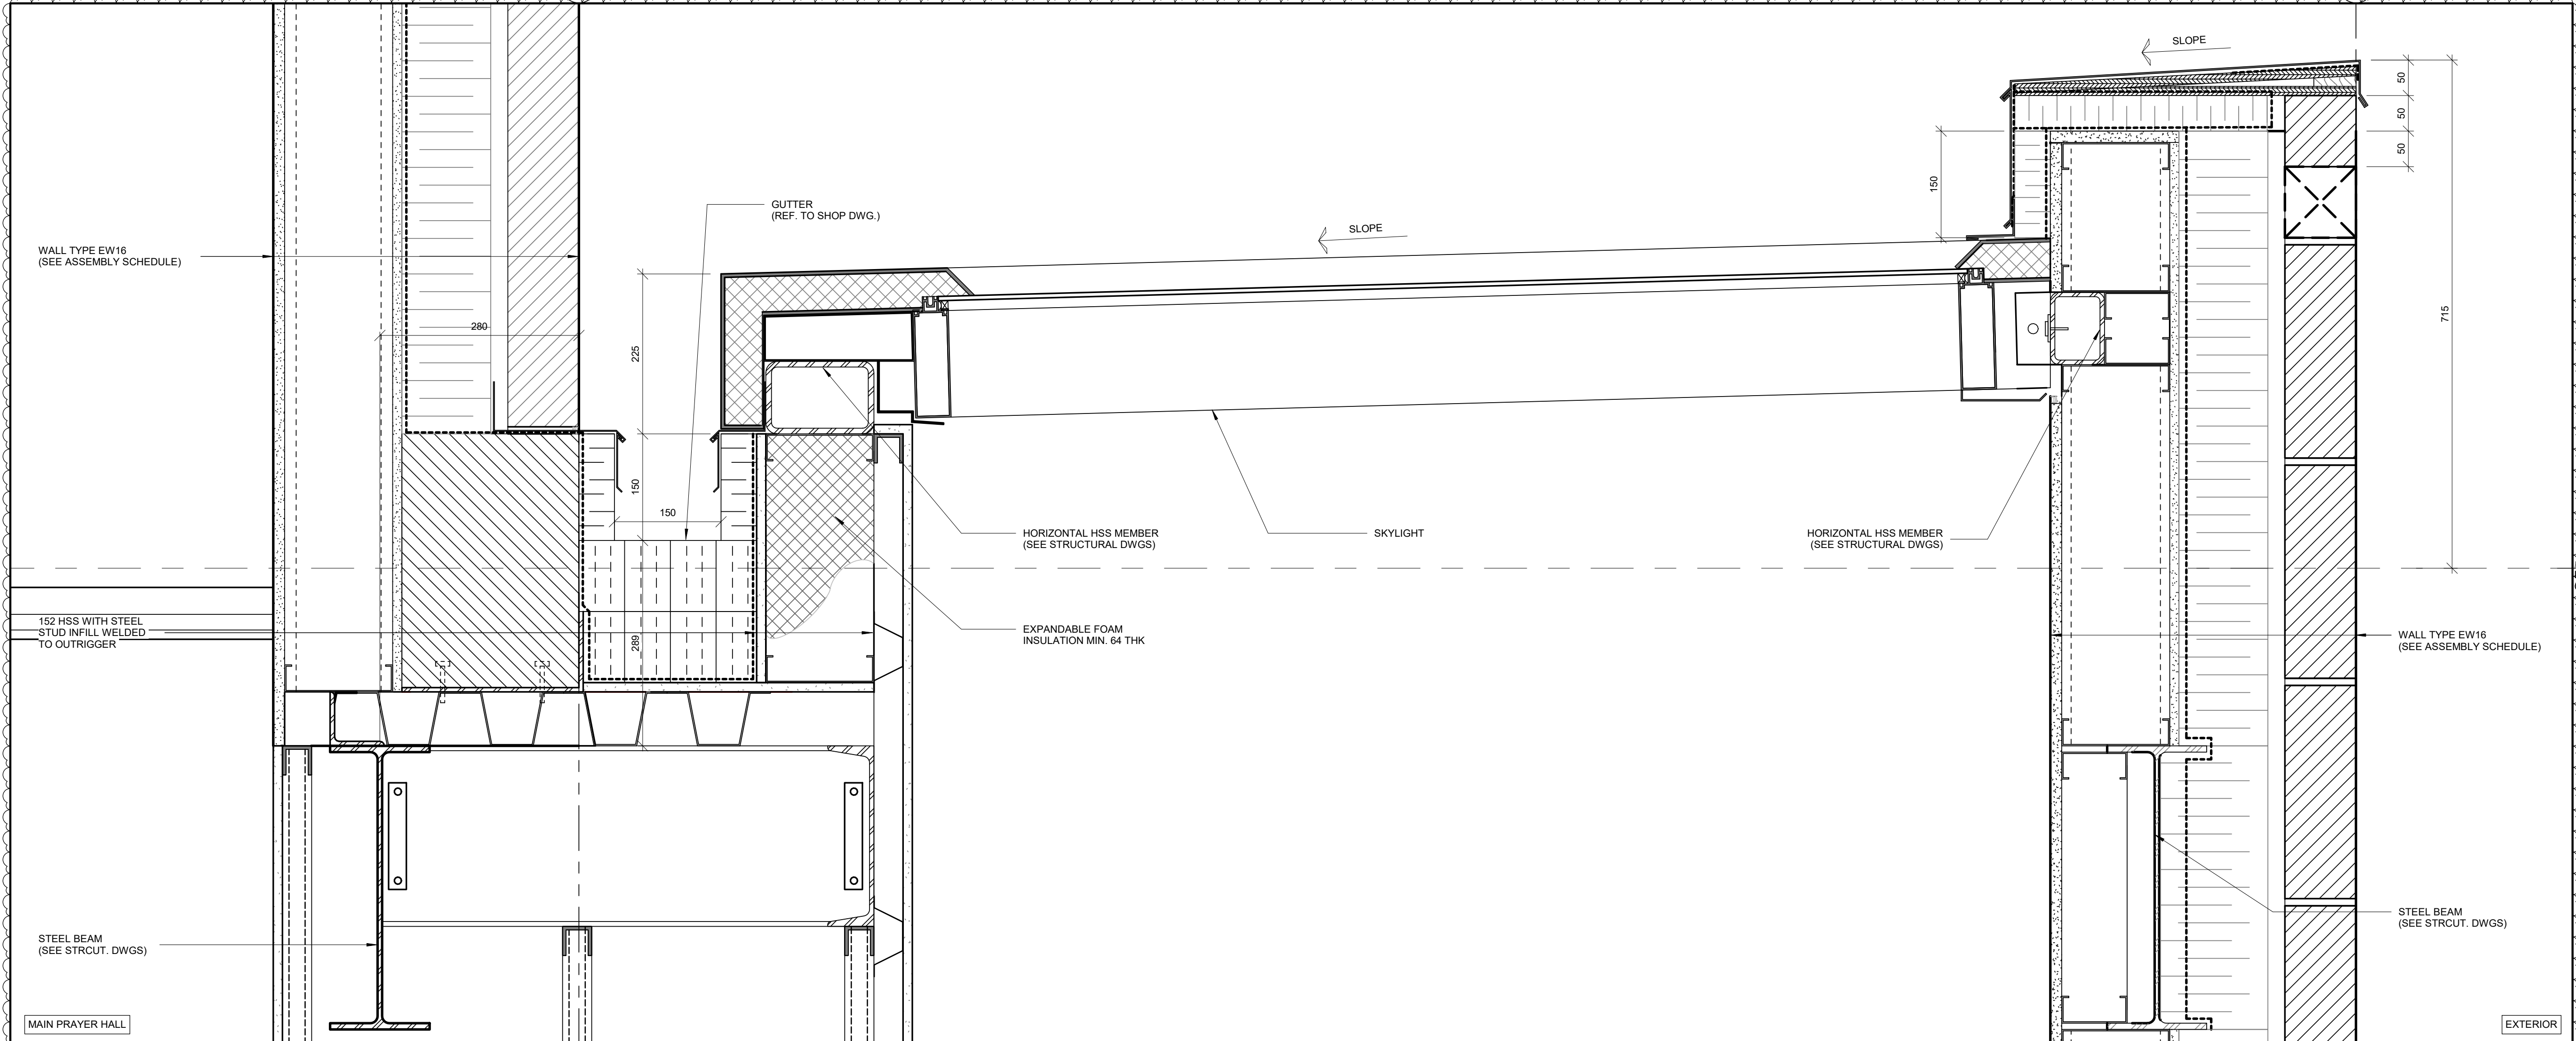 SLOPE
50
50
50
150
715
GUTTER
(REF. TO SHOP DWG.)
SLOPE
WALL TYPE EW16
(SEE ASSEMBLY SCHEDULE)
280
225
150
150
289
HORIZONTAL HSS MEMBER
(SEE STRUCTURAL DWGS)
SKYLIGHT
HORIZONTAL HSS MEMBER
(SEE STRUCTURAL DWGS)
152 HSS WITH STEEL
STUD INFILL WELDED
TO OUTRIGGER
EXPANDABLE FOAM
INSULATION MIN. 64 THK
WALL TYPE EW16
(SEE ASSEMBLY SCHEDULE)
STEEL BEAM
(SEE STRCUT. DWGS)
STEEL BEAM
(SEE STRCUT. DWGS)
MAIN PRAYER HALL
EXTERIOR